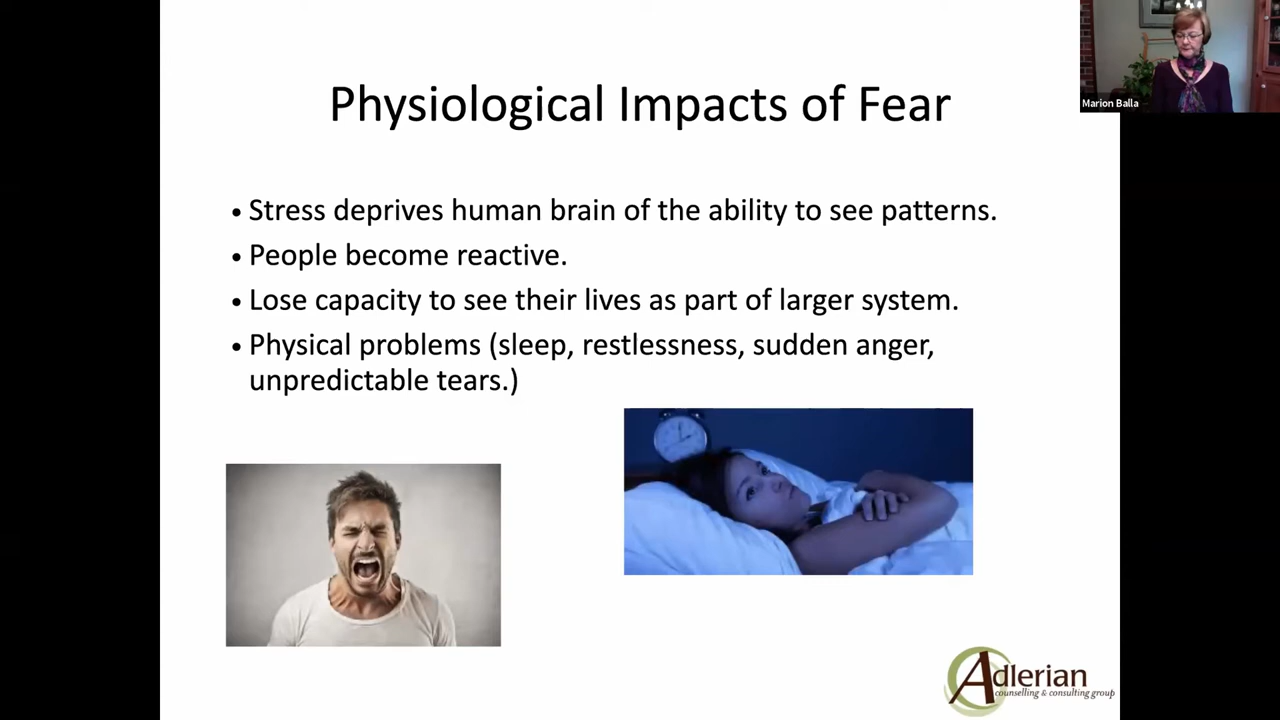 Physiological Impacts of Fear
Marion Balla
• Stress deprives human brain of the ability to see patterns.
• People become reactive.
• Lose capacity to see their lives as part of larger system.
• Physical problems (sleep, restlessness, sudden anger,
unpredictable tears.)
Adlerian
counselling & consulting group